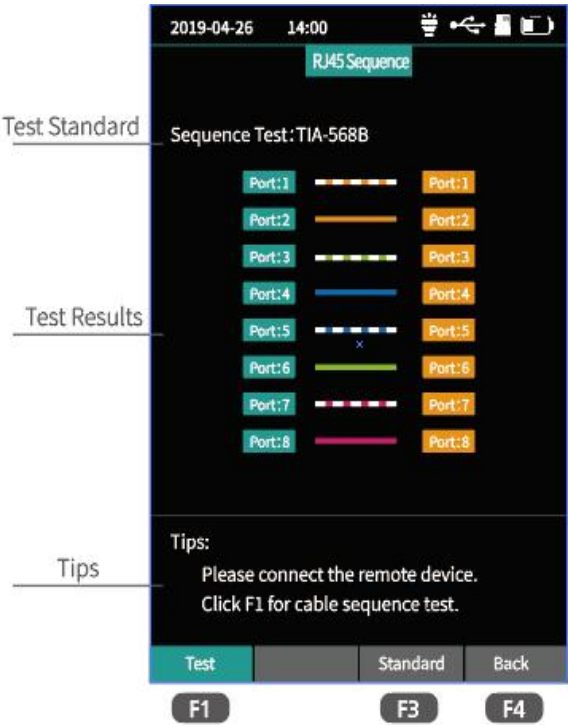 2019-04-26 14:00
RJ45 Sequence
Test Standard
Sequence Test:TIA-568B
Port:1 Port:1
Port:2 Port:2
Port:3 Port:3
Port:4 Port:4
Test Results
Port:5 Port:5
×
Port:6 Port:6
Port:7 Port:7
Port:8 Port:8
Tips:
Tips
Please connect the remote device.
Click F1 for cable sequence test.
Test Standard Back
F1 F3 F4